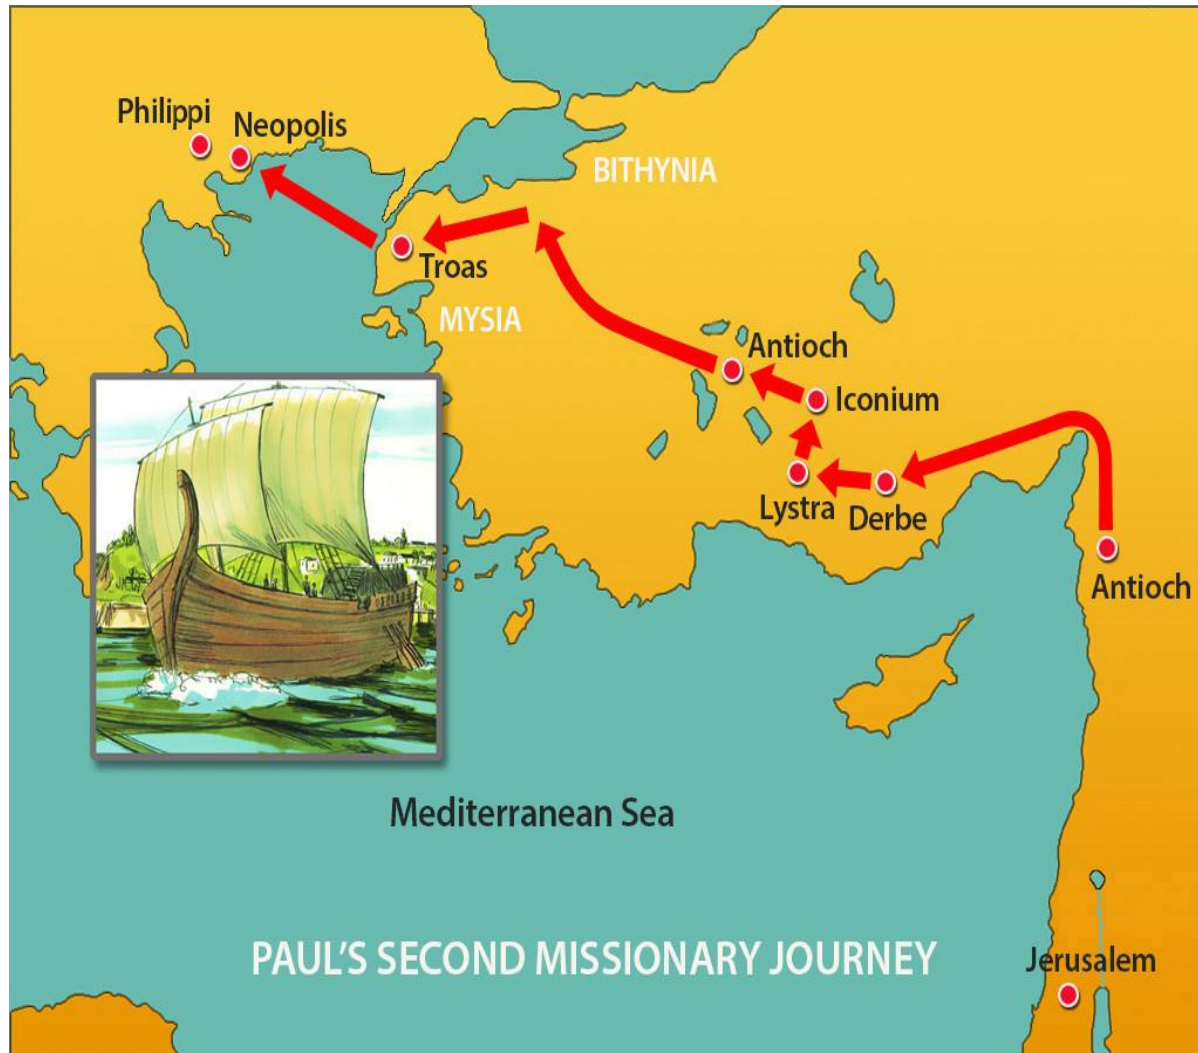 Philippi
Neopolis
BITHYNIA
Troas
MYSIA
Antioch
Iconium
Lystra
Derbe
Antioch
Mediterranean Sea
PAUL'S SECOND MISSIONARY JOURNEY
Jerusalem